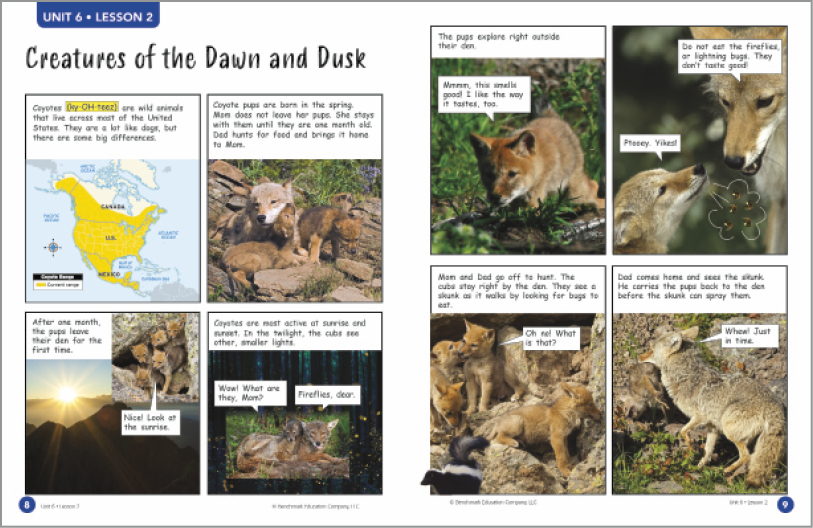 UNIT 6 • LESSON 2
Creatures of the Dawn and Dusk
Coyotes (ky-OH-teez) are wild animals
that live across most of the United
States. They are a lot like dogs, but
there are some big differences.
ARCTIC
OCEAN
CANADA
PACIFIC
OCEAN
U.S.
ATLANTIC
OCEAN
Gulf of
Mexico
MEXICO
Caribbean Sea
Coyote Range
Current range
Coyote pups are born in the spring.
Mom does not leave her pups. She stays
with them until they are one month old.
Dad hunts for food and brings it home
to Mom.
After one month,
the pups leave
their den for the
first time.
Nice! Look at
the sunrise.
Coyotes are most active at sunrise and
sunset. In the twilight, the cubs see
other, smaller lights.
Wow! What are
they, Mom?
Fireflies, dear.
8
Unit 6 • Lesson 2
© Benchmark Education Company, LLC
The pups explore right outside
their den.
Mmmm, this smells
good! I like the way
it tastes, too.
Do not eat the fireflies,
or lightning bugs. They
don't taste good!
Ptooey. Yikes!
Mom and Dad go off to hunt. The
cubs stay right by the den. They see a
skunk as it walks by looking for bugs to
eat.
Oh no! What
is that?
Dad comes home and sees the skunk.
He carries the pups back to the den
before the skunk can spray them.
Whew! Just
in time.
© Benchmark Education Company, LLC
Unit 6 • Lesson 2
9